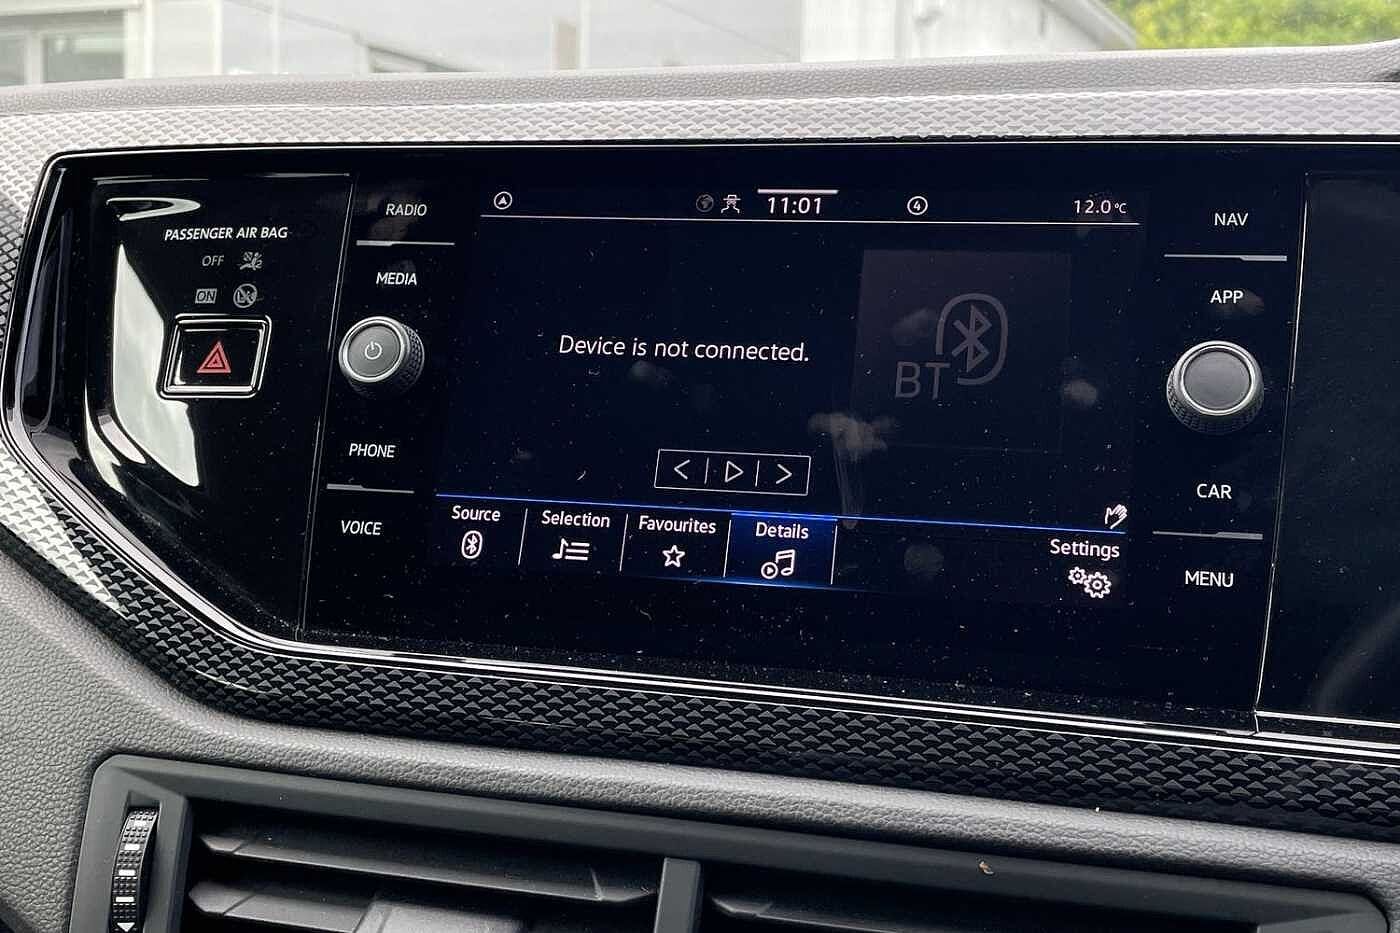 PASSENGER AIR BAG
OFF
ON
RADIO
MEDIA
PHONE
VOICE
11:01
4
12.0°C
Device is not connected.
BT
Source
Selection
Favourites
Details
Settings
NAV
APP
CAR
MENU